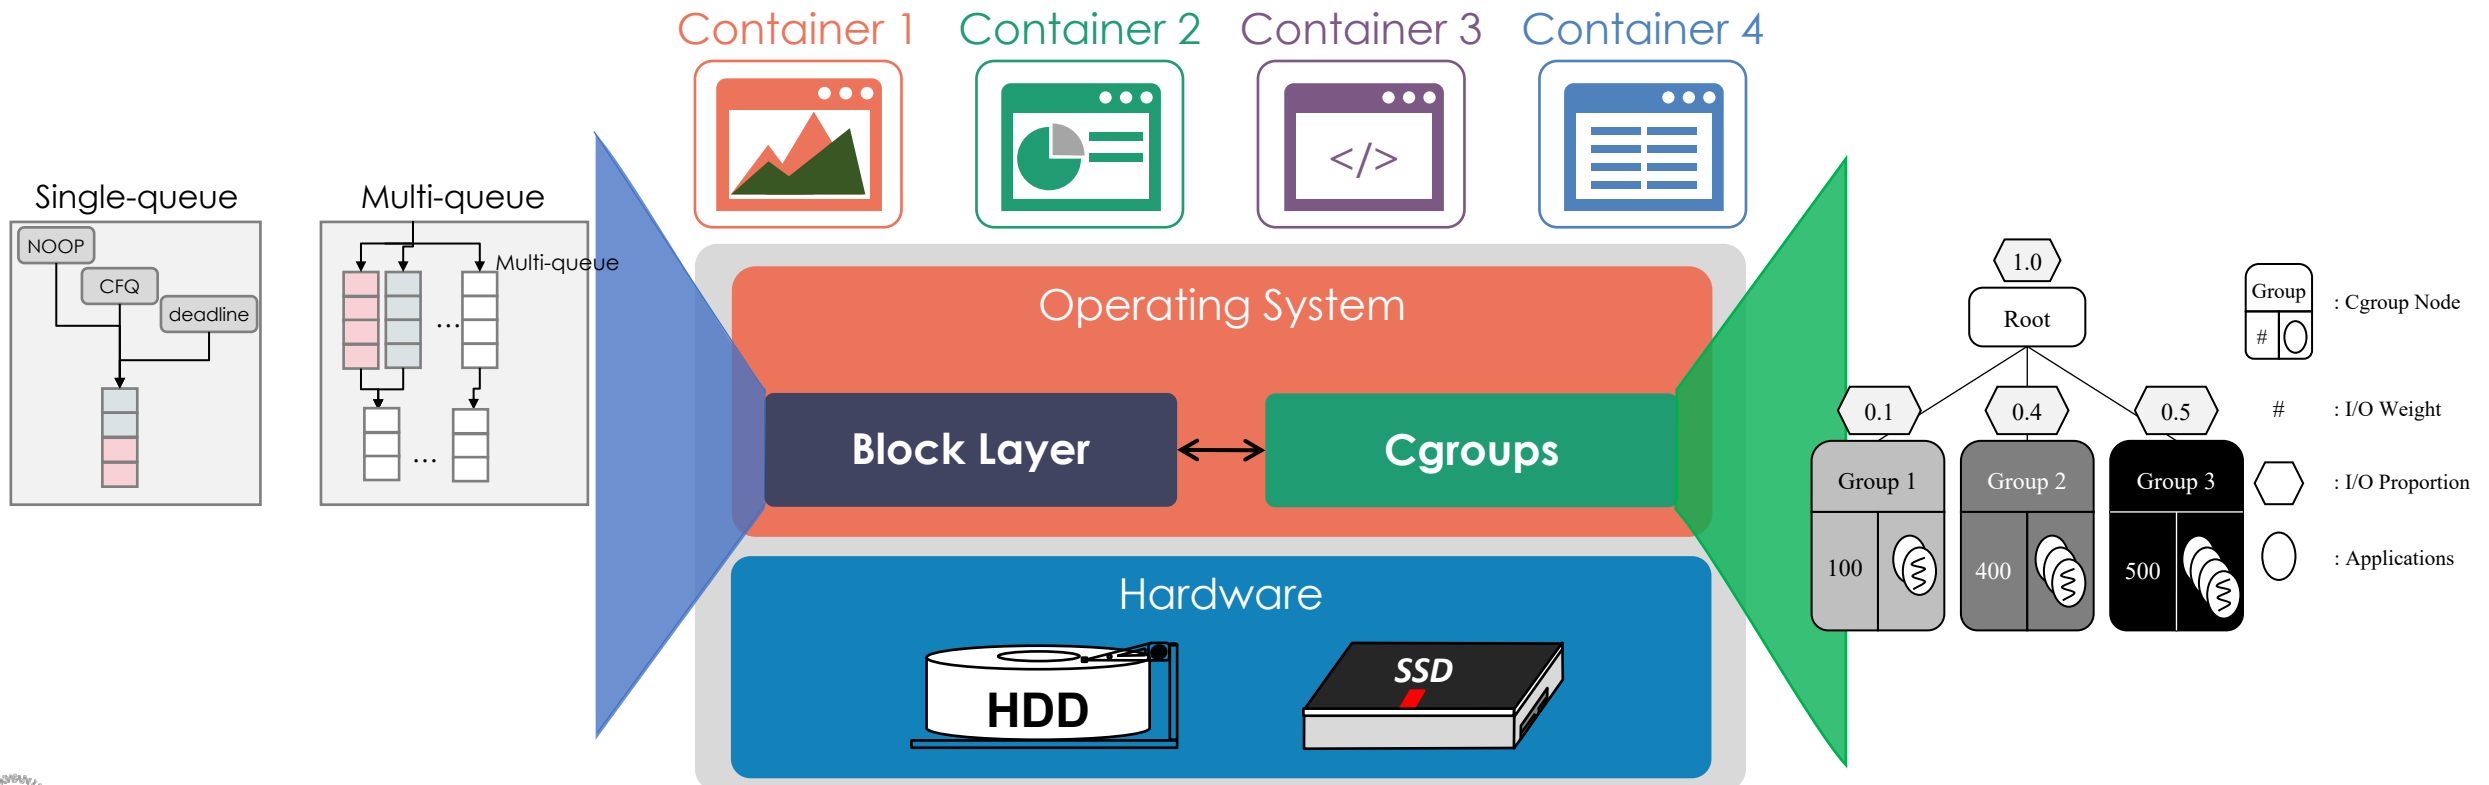 Container 1
Container 2
Container 3
Container 4
</>
Single-queue
NOOP
CFQ
deadline
Multi-queue
Multi-queue
...
...
Operating System
Block Layer
Cgroups
Hardware
HDD
SSD
1.0
Root
0.1
0.4
0.5
Group 1
Group 2
Group 3
100
400
500
Group
#
: Cgroup Node
# : I/O Weight
: I/O Proportion
: Applications